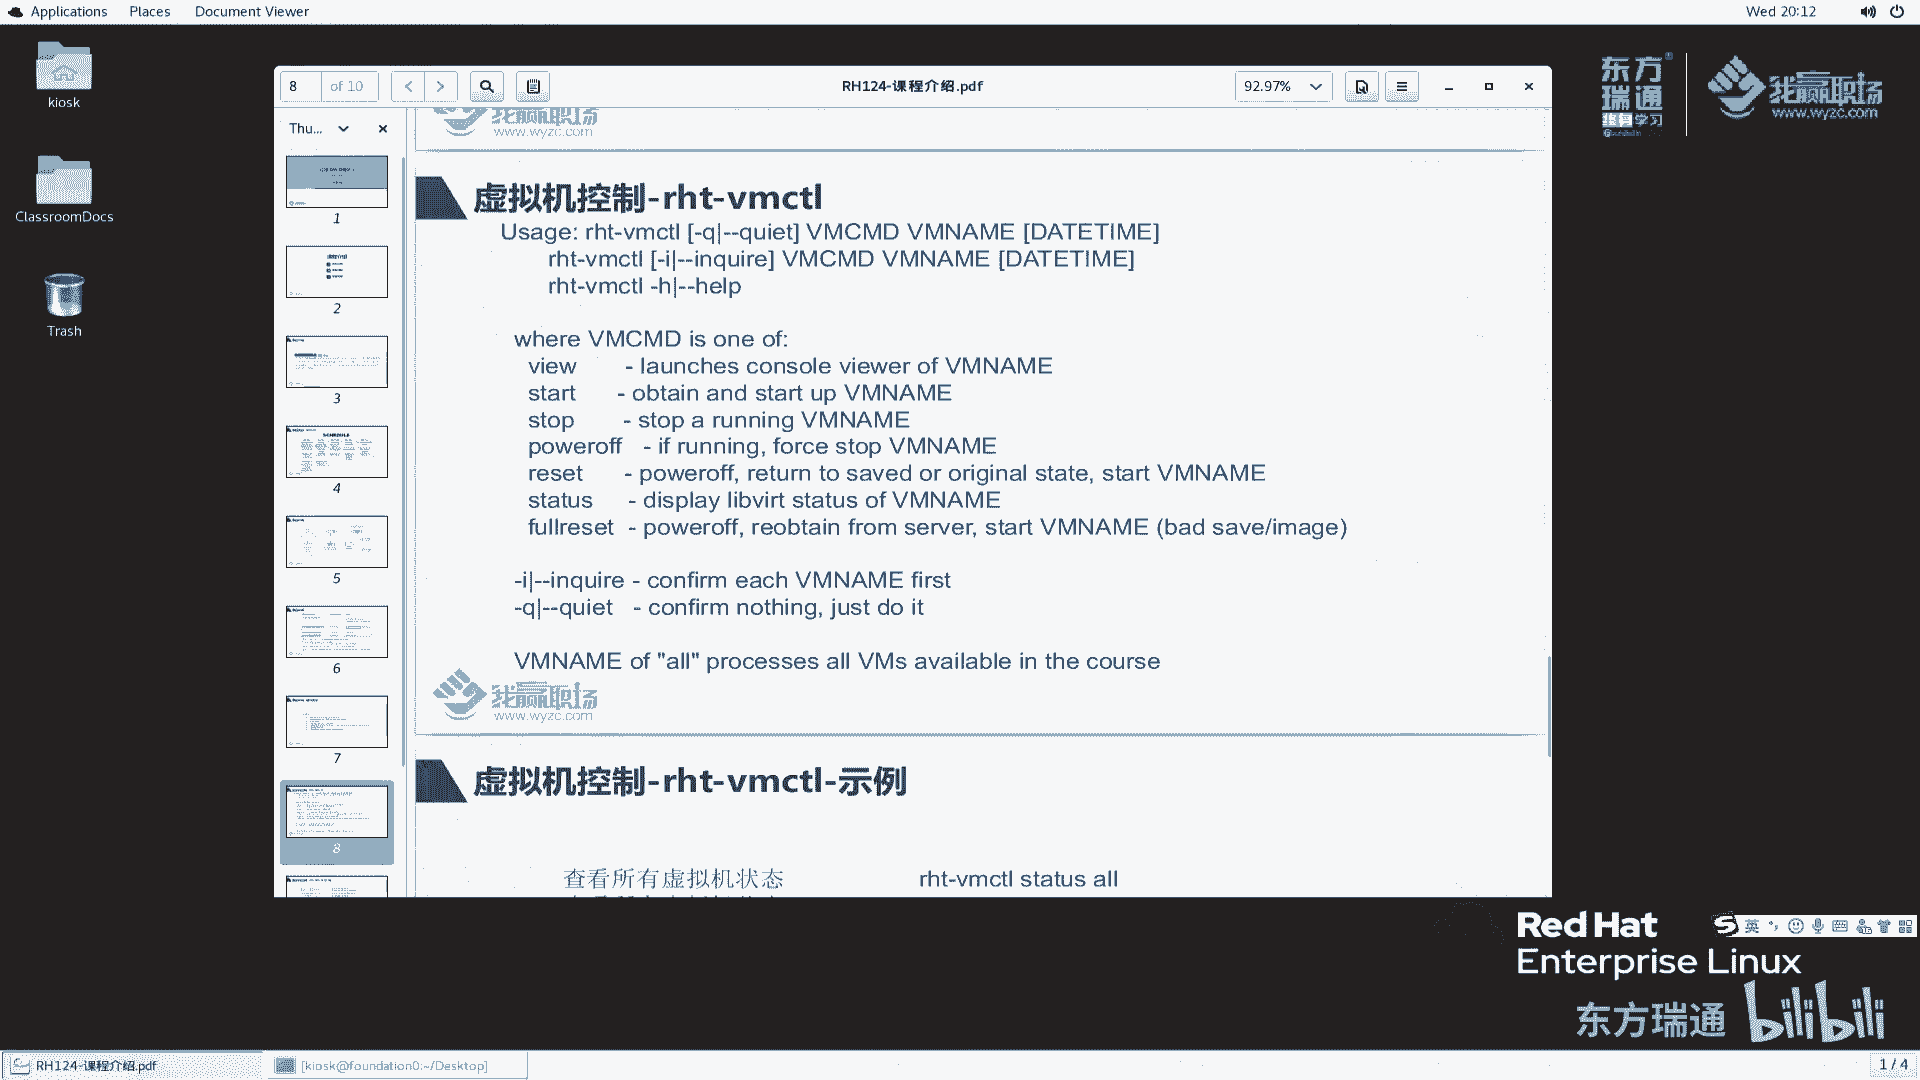 Applications Places Document Viewer Wed 20:12
kiosk
ClassroomDocs
Trash
8 of 10
RH124-课程介绍.pdf
92.97%
Thu...
1
2
3
4
5
6
7
8
东方瑞通
终身学习
我赢职场
www.wyzc.com
我赢职场
www.wyzc.com
虚拟机控制-rht-vmctl
Usage: rht-vmctl [-q|--quiet] VMCMD VMNAME [DATETIME]
rht-vmctl [-i|--inquire] VMCMD VMNAME [DATETIME]
rht-vmctl -h|--help
where VMCMD is one of:
view - launches console viewer of VMNAME
start - obtain and start up VMNAME
stop - stop a running VMNAME
poweroff - if running, force stop VMNAME
reset - poweroff, return to saved or original state, start VMNAME
status - display libvirt status of VMNAME
fullreset - poweroff, reobtain from server, start VMNAME (bad save/image)
-i|--inquire - confirm each VMNAME first
-q|--quiet - confirm nothing, just do it
VMNAME of "all" processes all VMs available in the course
我赢职场
www.wyzc.com
虚拟机控制-rht-vmctl-示例
查看所有虚拟机状态 rht-vmctl status all
Red Hat
Enterprise Linux
英
东方瑞通 bilibili
RH124-课程介绍.pdf
[kiosk@foundation0:~/Desktop]
1 / 4